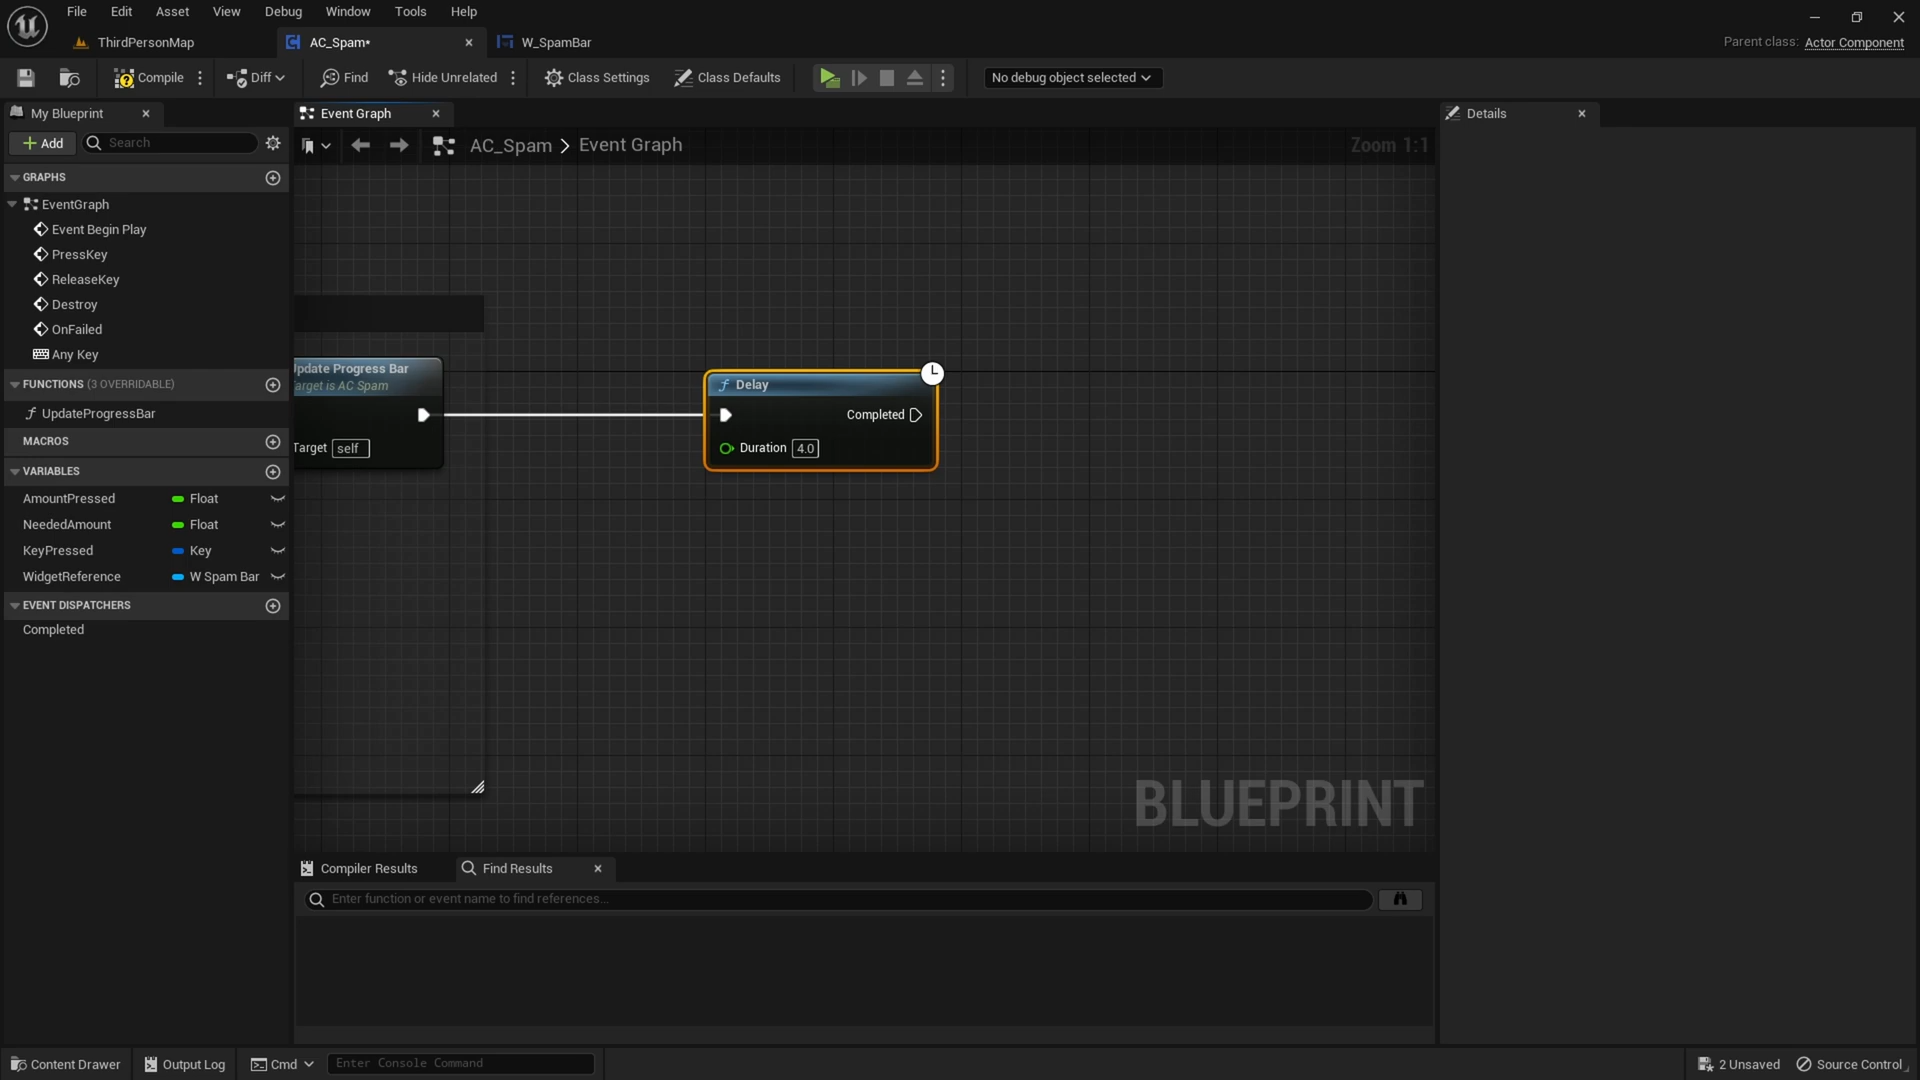 File Edit Asset View Debug Window Tools Help
ThirdPersonMap AC_Spam* W_SpamBar
Parent class: Actor Component
Compile Diff Find Hide Unrelated Class Settings Class Defaults No debug object selected
My Blueprint
Event Graph
Details
Add Search
AC_Spam > Event Graph
Zoom 1:1
GRAPHS
EventGraph
Event Begin Play
PressKey
ReleaseKey
Destroy
OnFailed
Any Key
FUNCTIONS (3 OVERRIDABLE)
UpdateProgressBar
MACROS
VARIABLES
AmountPressed Float
NeededAmount Float
KeyPressed Key
WidgetReference W Spam Bar
EVENT DISPATCHERS
Completed
pdate Progress Bar
arget is AC Spam
Target self
Delay
Completed
Duration 4.0
BLUEPRINT
Compiler Results Find Results
Enter function or event name to find references...
Content Drawer Output Log Cmd Enter Console Command 2 Unsaved Source Control